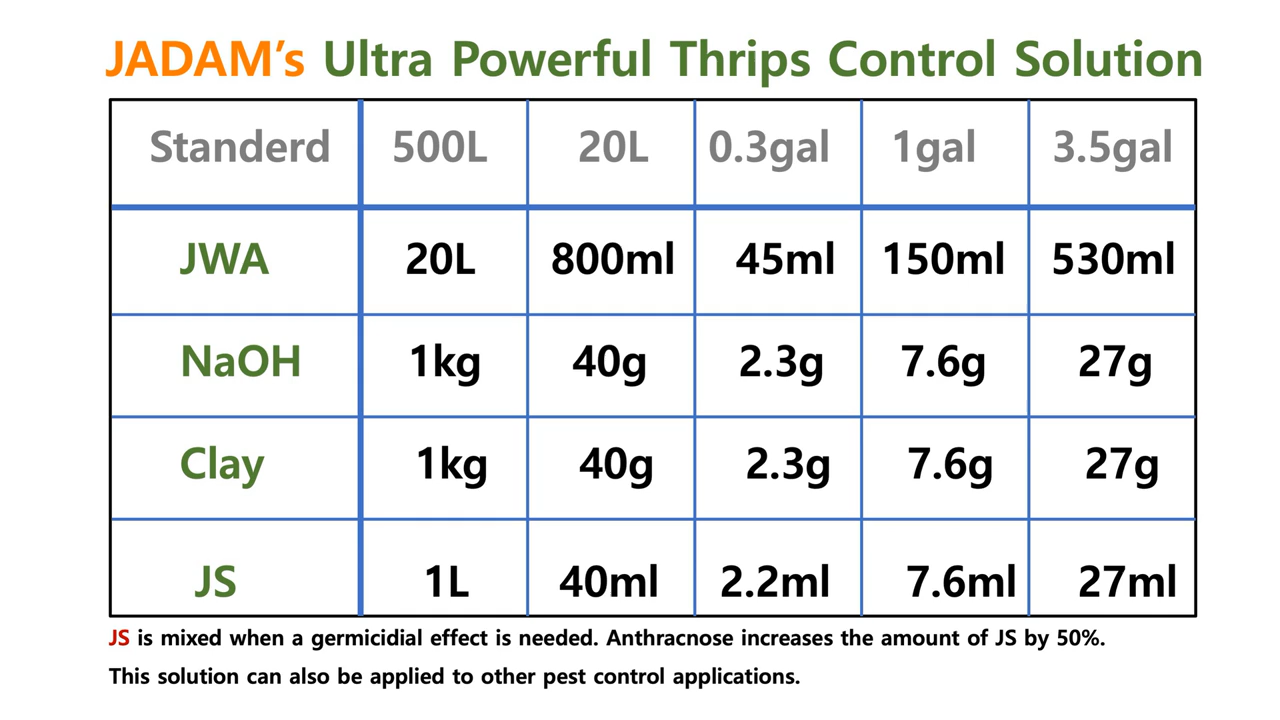 JADAM's Ultra Powerful Thrips Control Solution
Standerd 500L 20L 0.3gal 1gal 3.5gal
JWA 20L 800ml 45ml 150ml 530ml
NaOH 1kg 40g 2.3g 7.6g 27g
Clay 1kg 40g 2.3g 7.6g 27g
JS 1L 40ml 2.2ml 7.6ml 27ml
JS is mixed when a germicidial effect is needed. Anthracnose increases the amount of JS by 50%.
This solution can also be applied to other pest control applications.